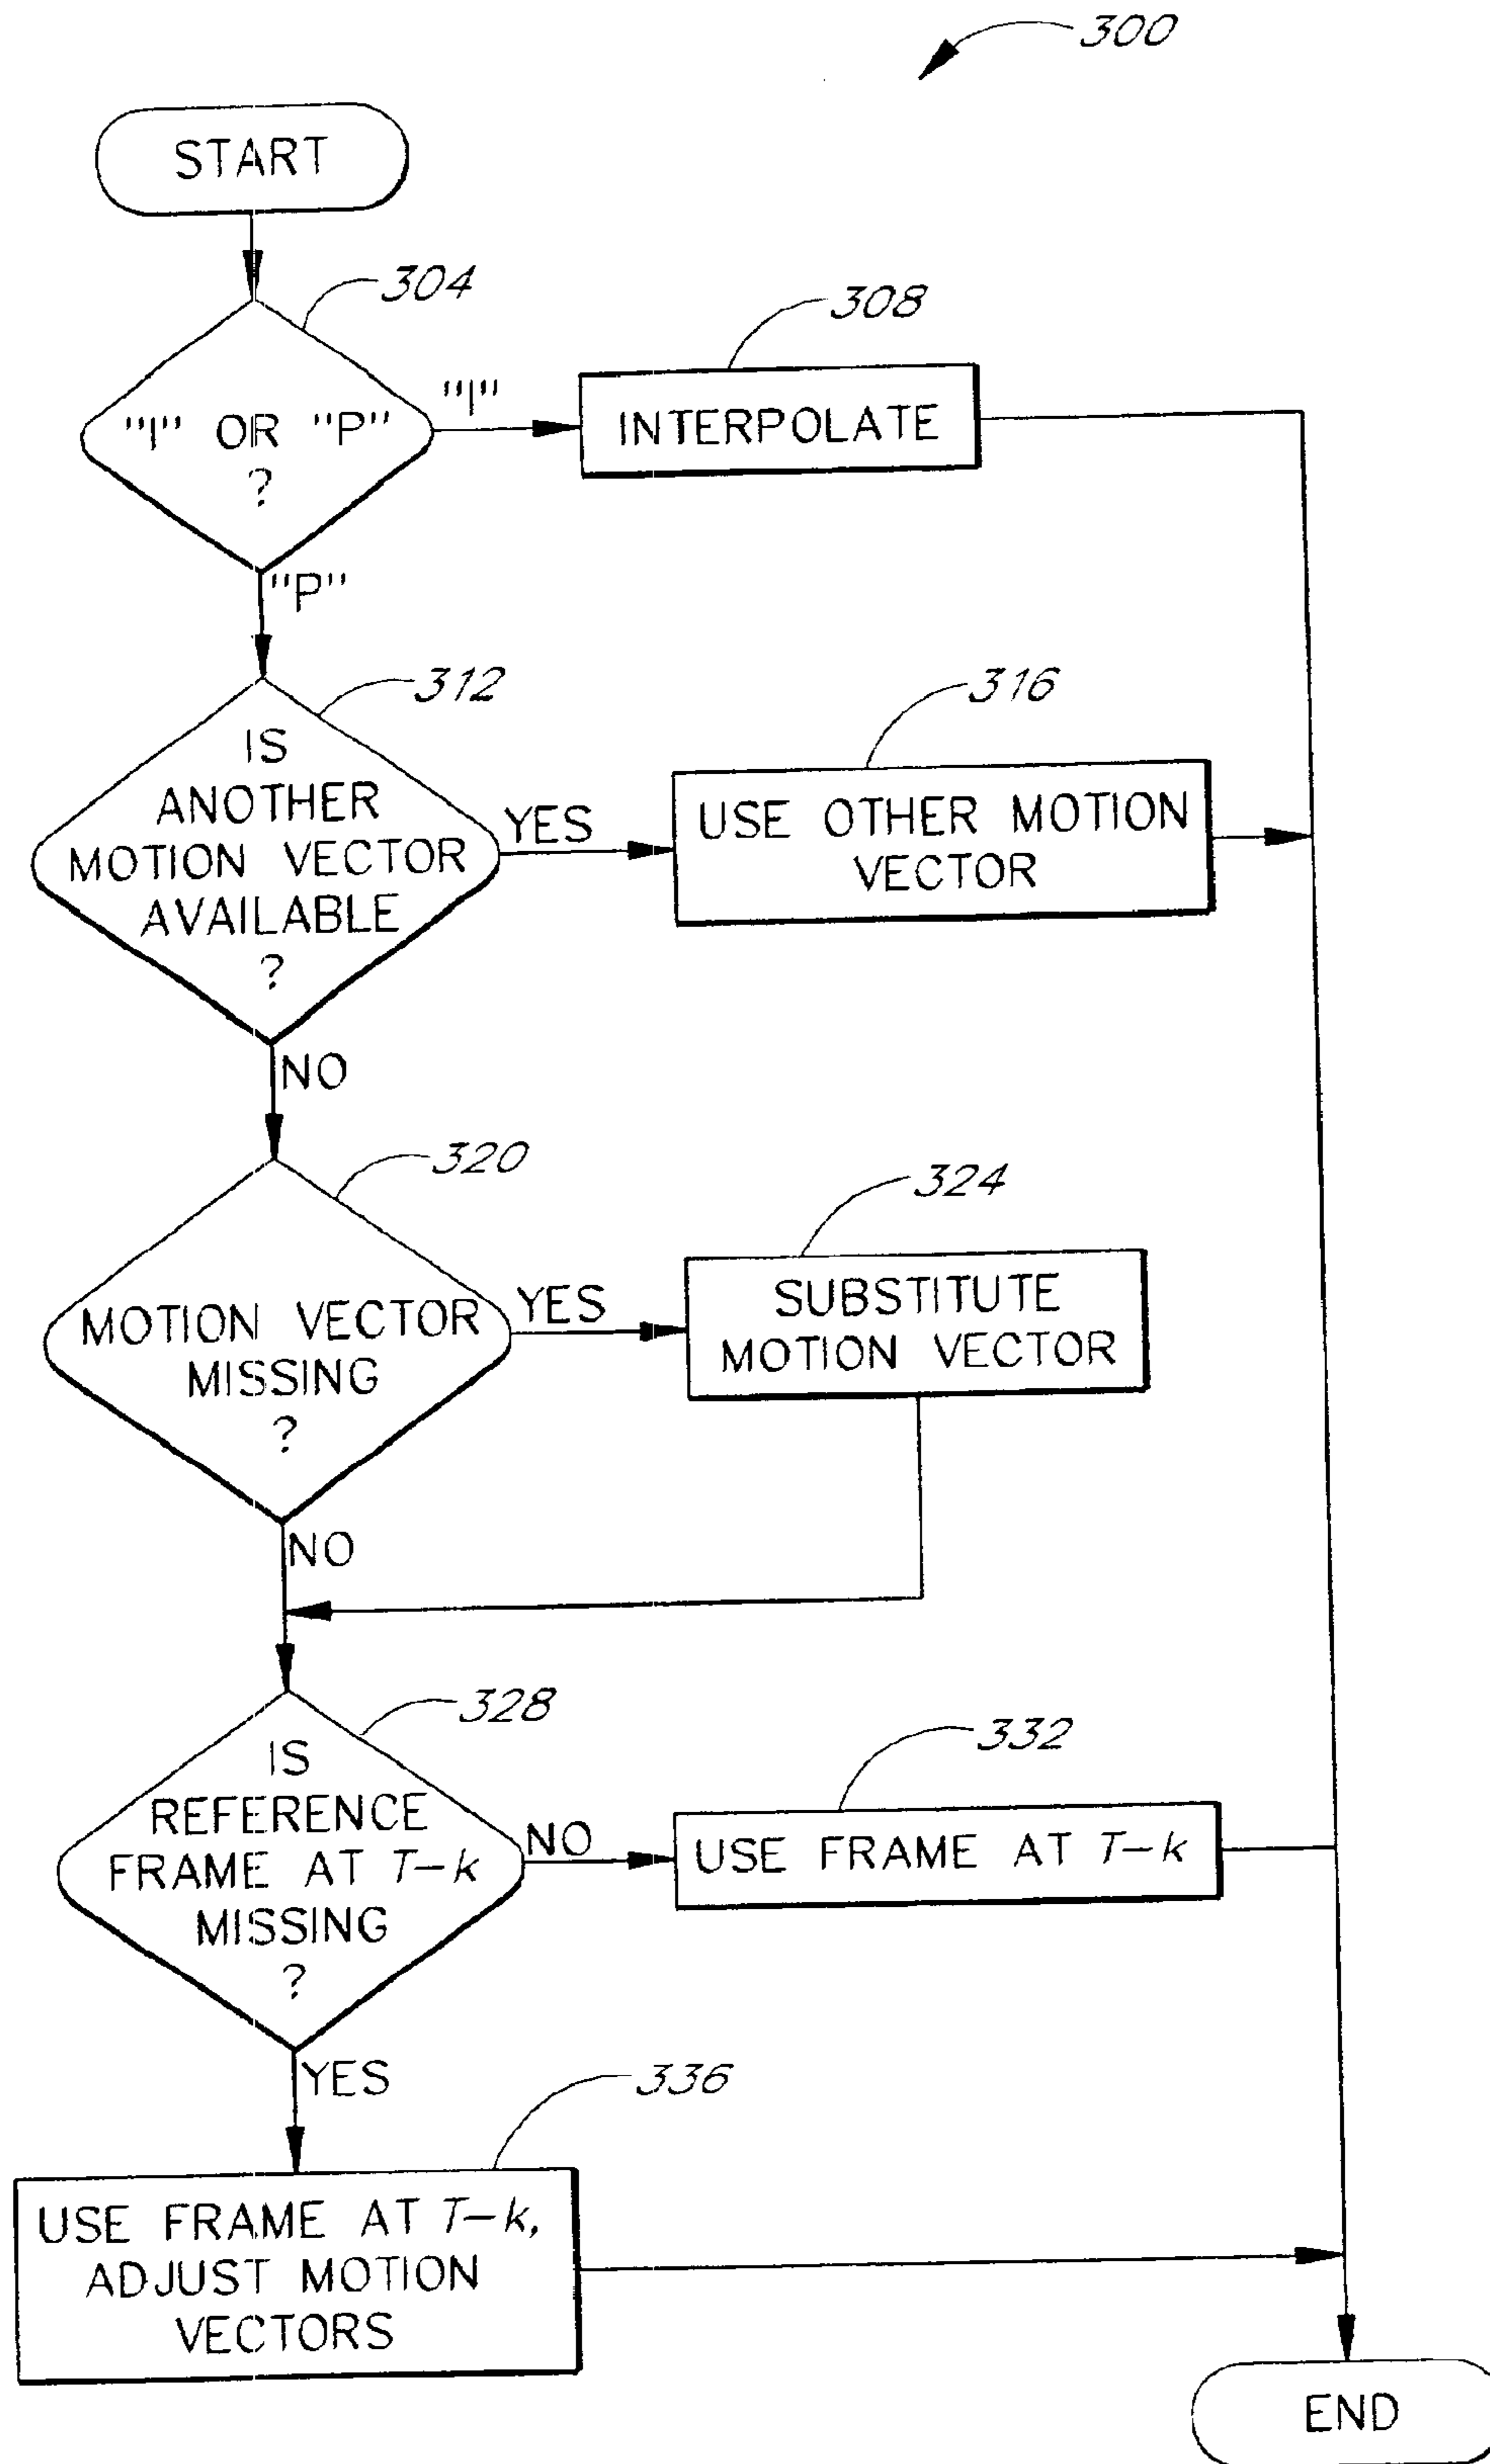 300
START
304
"I" OR "P"
?
"I"
308
INTERPOLATE
"P"
312
IS
ANOTHER
MOTION VECTOR
AVAILABLE
?
YES
316
USE OTHER MOTION
VECTOR
NO
320
MOTION VECTOR
MISSING
?
YES
324
SUBSTITUTE
MOTION VECTOR
NO
328
IS
REFERENCE
FRAME AT T-k
MISSING
?
NO
332
USE FRAME AT T-k
YES
336
USE FRAME AT T-k,
ADJUST MOTION
VECTORS
END